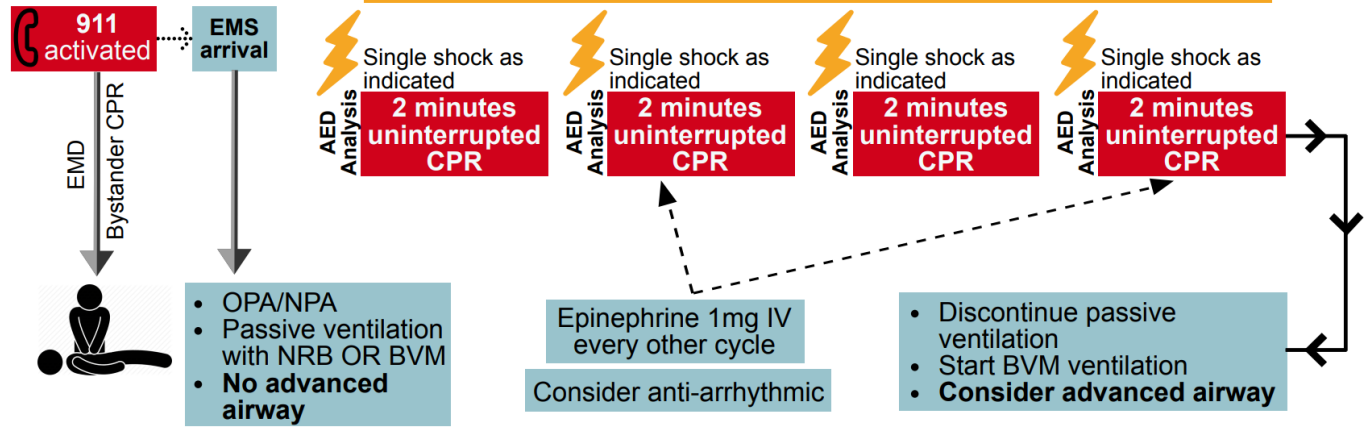 911
activated
EMS
arrival
EMD
Bystander CPR
• OPA/NPA
• Passive ventilation
with NRB OR BVM
• No advanced
airway
Single shock as
indicated
AED
Analysis
2 minutes
uninterrupted
CPR
Single shock as
indicated
AED
Analysis
2 minutes
uninterrupted
CPR
Single shock as
indicated
AED
Analysis
2 minutes
uninterrupted
CPR
Single shock as
indicated
AED
Analysis
2 minutes
uninterrupted
CPR
Epinephrine 1mg IV
every other cycle
Consider anti-arrhythmic
• Discontinue passive
ventilation
• Start BVM ventilation
• Consider advanced airway